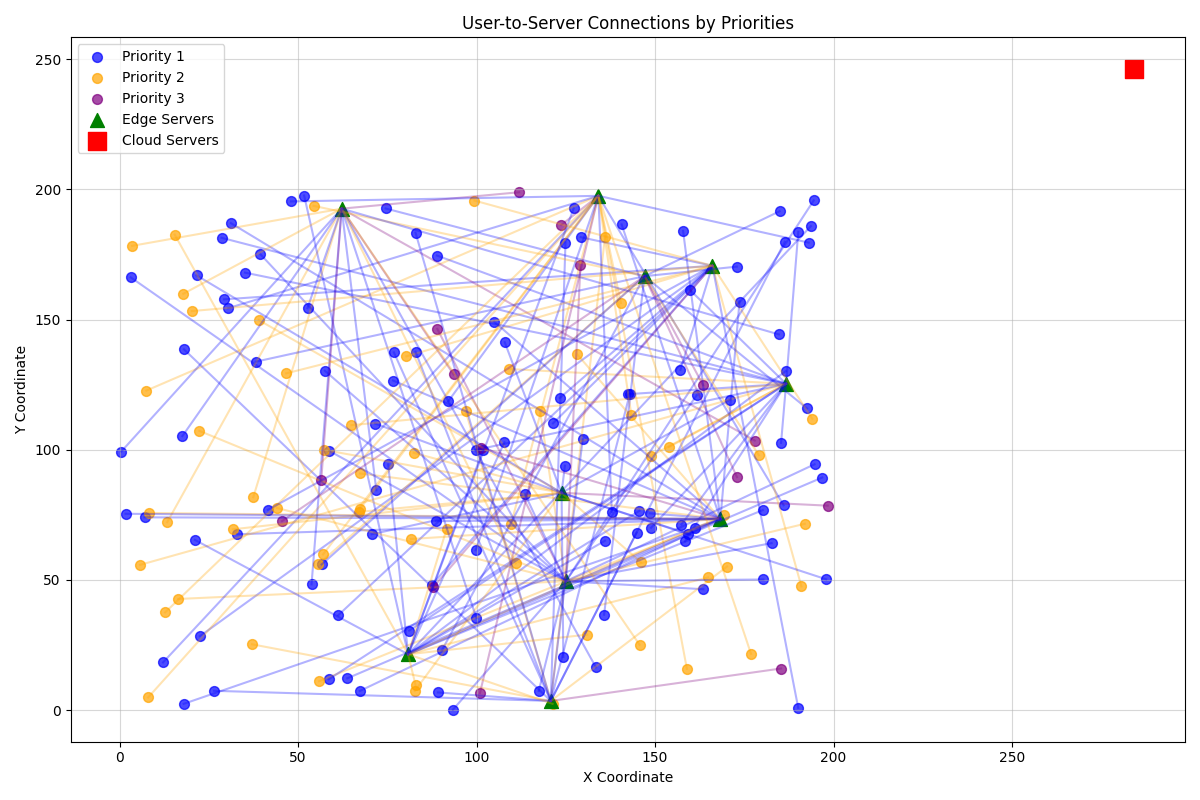 User-to-Server Connections by Priorities
Priority 1
Priority 2
Priority 3
Edge Servers
Cloud Servers
250
200
150
100
50
0
Y Coordinate
0 50 100 150 200 250
X Coordinate